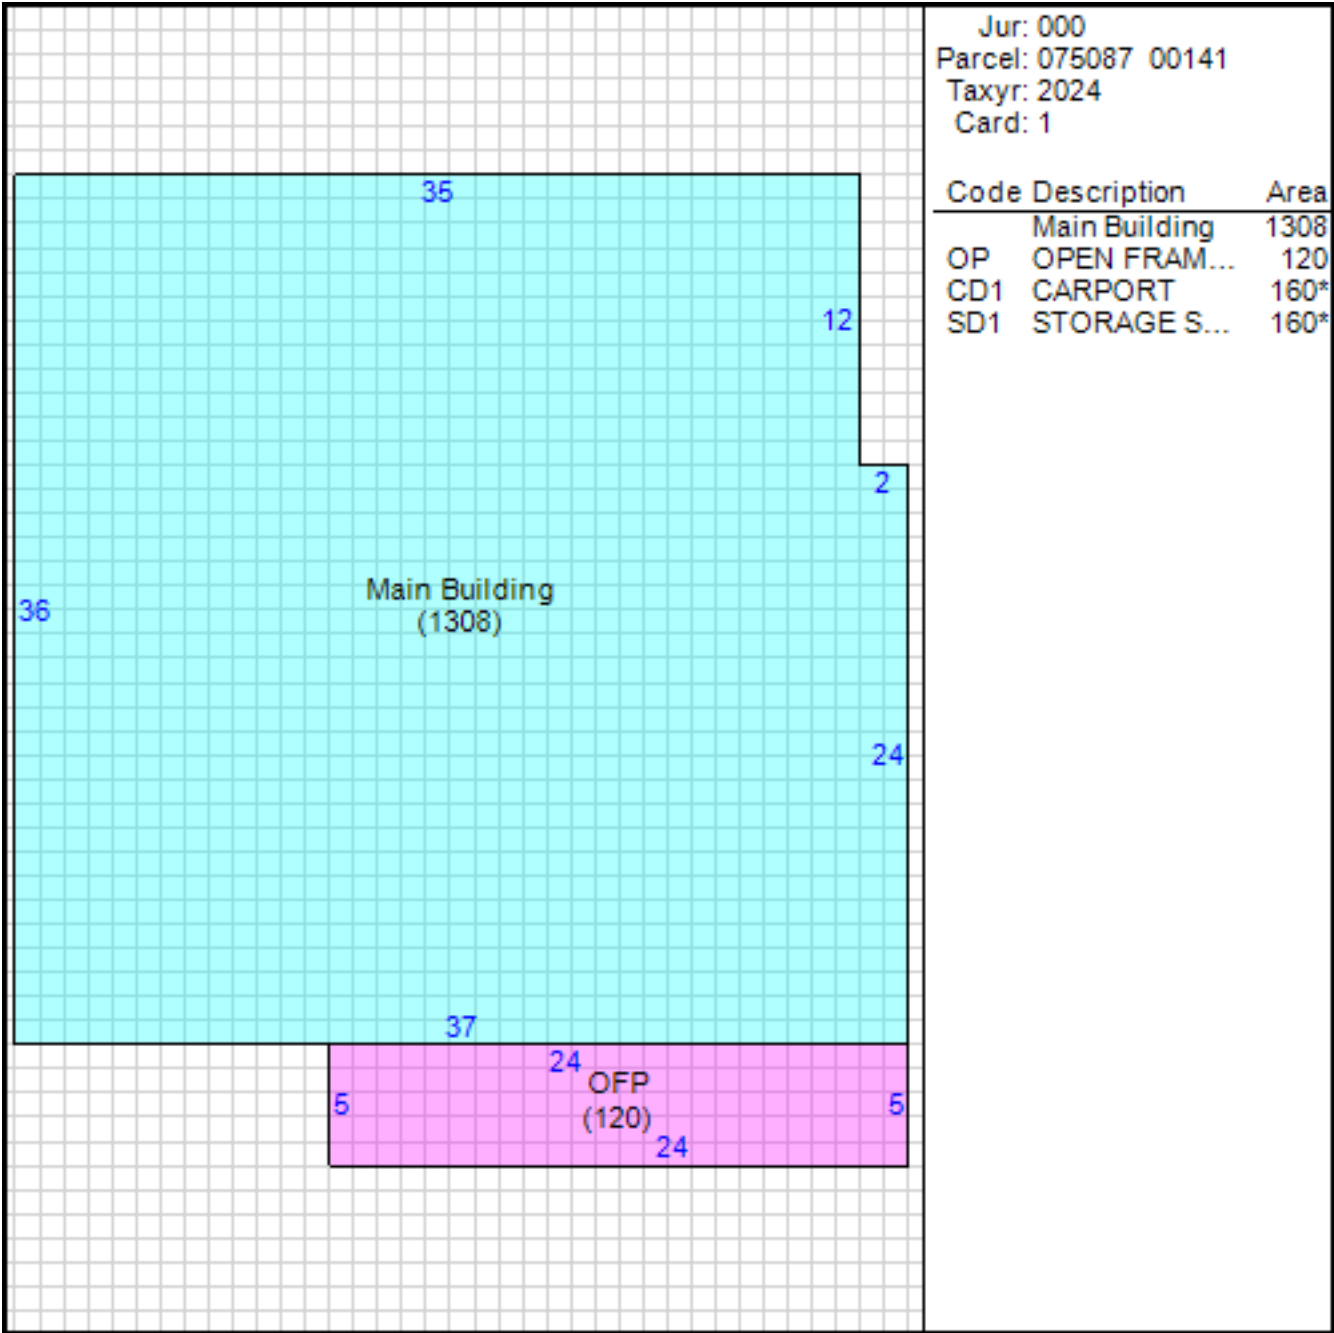 Jur: 000
Parcel: 075087 00141
Taxyr: 2024
Card: 1
Code Description Area
Main Building 1308
OP OPEN FRAM... 120
CD1 CARPORT 160*
SD1 STORAGE S... 160*
35
12
2
Main Building
(1308)
36
24
37
24
OFP
5
5
(120)
24